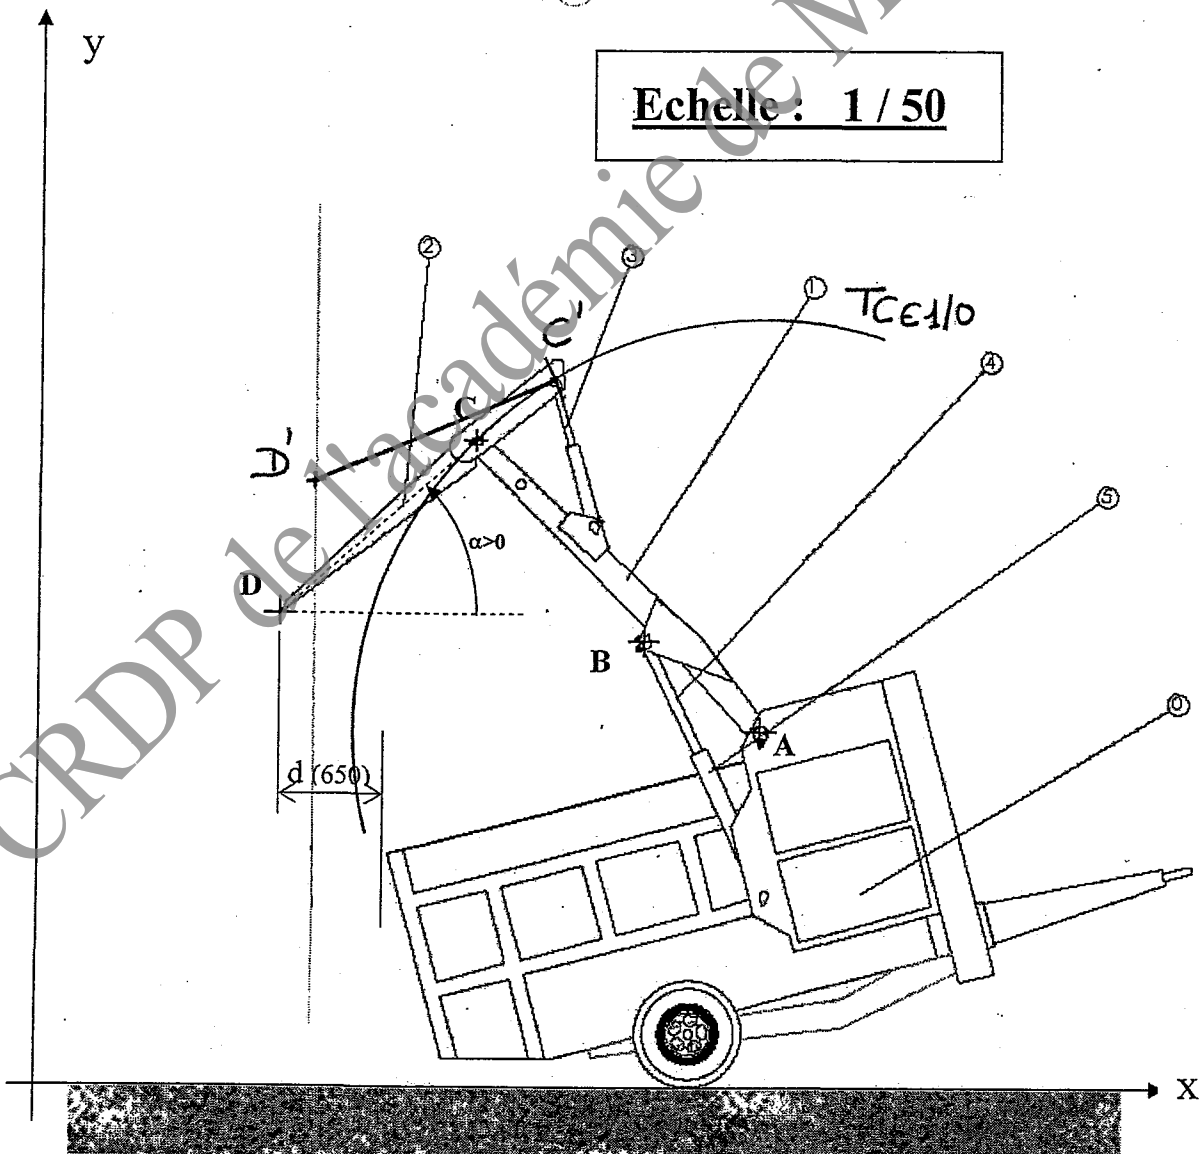 y
Echelle : 1 / 50
2
3
1
TC∈1/0
4
C'
C
D'
5
α>0
D
B
0
A
d (650)
x
CRDP de l'académie de M